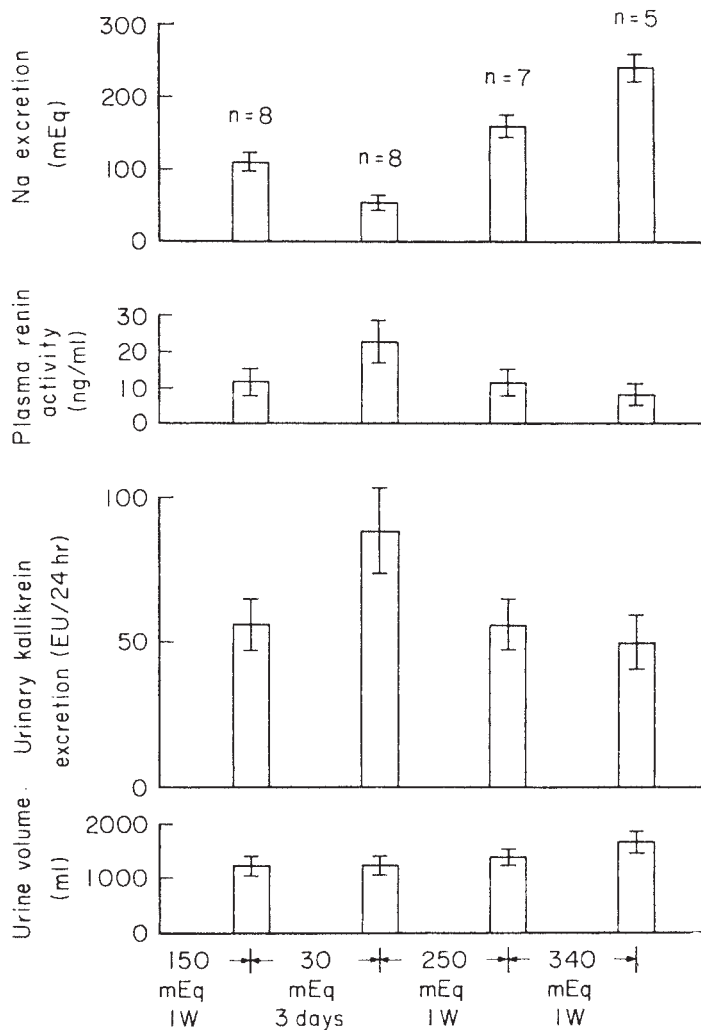 Na excretion
(mEq)
300
200
100
0
n=8
n=8
n=7
n=5
Plasma renin
activity
(ng/ml)
30
20
10
0
Urinary kallikrein
excretion (EU/24hr)
100
50
0
Urine volume
(ml)
2000
1000
0
150 30 250 340
mEq mEq mEq mEq
1W 3 days 1W 1W